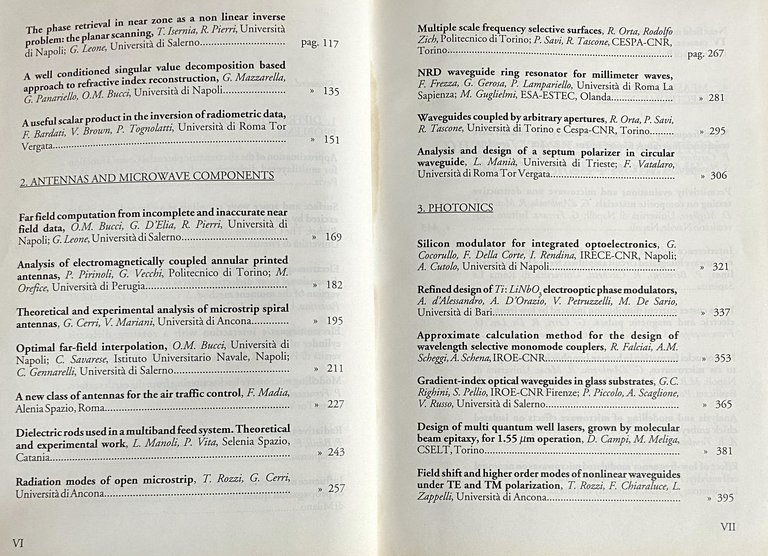 The phase retrieval in near zone as a non linear inverse
problem: the planar scanning, T. Isernia, R. Pierri, Università
di Napoli; G. Leone, Università di Salerno........................ pag. 117
A well conditioned singular value decomposition based
approach to refractive index reconstruction, G. Mazzarella,
G. Panariello, O.M. Bucci, Università di Napoli.................... » 135
A useful scalar product in the inversion of radiometric data,
F. Bardati, V. Brown, P. Tognolatti, Università di Roma Tor
Vergata........................ » 151
2. ANTENNAS AND MICROWAVE COMPONENTS
Far field computation from incomplete and inaccurate near
field data, O.M. Bucci, G. D'Elia, R. Pierri, Università di
Napoli; G. Leone, Università di Salerno........................ » 169
Analysis of electromagnetically coupled annular printed
antennas, P. Pirinoli, G. Vecchi, Politecnico di Torino; M.
Orefice, Università di Perugia........................ » 182
Theoretical and experimental analysis of microstrip spiral
antennas, G. Cerri, V. Mariani, Università di Ancona............ » 195
Optimal far-field interpolation, O.M. Bucci, Università di
Napoli; C. Savarese, Istituto Universitario Navale, Napoli;
C. Gennarelli, Università di Salerno........................ » 211
A new class of antennas for the air traffic control, F. Madia,
Alenia Spazio, Roma........................ » 227
Dielectric rods used in a multiband feed system. Theoretical
and experimental work, L. Manoli, P. Vita, Selenia Spazio,
Catania........................ » 243
Radiation modes of open microstrip, T. Rozzi, G. Cerri,
Università di Ancona........................ » 257
VI
Multiple scale frequency selective surfaces, R. Orta, Rodolfo
Zich, Politecnico di Torino; P. Savi, R. Tascone, CESPA-CNR,
Torino........................ pag. 267
NRD waveguide ring resonator for millimeter waves,
F. Frezza, G. Gerosa, P. Lampariello, Università di Roma La
Sapienza; M. Guglielmi, ESA-ESTEC, Olanda.................... » 281
Waveguides coupled by arbitrary apertures, R. Orta, P. Savi,
R. Tascone, Università di Torino e Cespa-CNR, Torino........ » 295
Analysis and design of a septum polarizer in circular
waveguide, L. Manià, Università di Trieste; F. Vatalaro,
Università di Roma Tor Vergata........................ » 306
3. PHOTONICS
Silicon modulator for integrated optoelectronics, G.
Cocorullo, F. Della Corte, I. Rendina, IRECE-CNR, Napoli;
A. Cutolo, Università di Napoli........................ » 321
Refined design of Ti: LiNbO3 electrooptic phase modulators,
A. d'Alessandro, A. D'Orazio, V. Petruzzelli, M. De Sario,
Università di Bari........................ » 337
Approximate calculation method for the design of
wavelength selective monomode couplers, R. Falciai, A.M.
Scheggi, A. Schena, IROE-CNR........................ » 353
Gradient-index optical waveguides in glass substrates, G.C.
Righini, S. Pellio, IROE-CNR Firenze; P. Piccolo, A. Scaglione,
V. Russo, Università di Salerno........................ » 365
Design of multi quantum well lasers, grown by molecular
beam epitaxy, for 1.55 µm operation, D. Campi, M. Meliga,
CSELT, Torino........................ » 381
Field shift and higher order modes of nonlinear waveguides
under TE and TM polarization, T. Rozzi, F. Chiaraluce, L.
Zappelli, Università di Ancona........................ » 395
VII